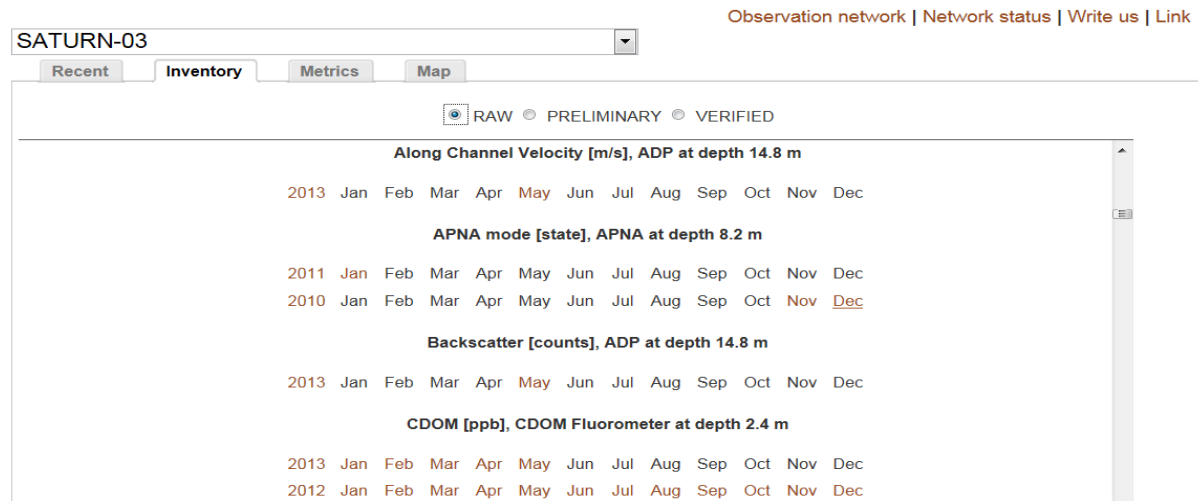 Observation network | Network status | Write us | Link
SATURN-03
Recent Inventory Metrics Map
RAW PRELIMINARY VERIFIED
Along Channel Velocity [m/s], ADP at depth 14.8 m
2013 Jan Feb Mar Apr May Jun Jul Aug Sep Oct Nov Dec
APNA mode [state], APNA at depth 8.2 m
2011 Jan Feb Mar Apr May Jun Jul Aug Sep Oct Nov Dec
2010 Jan Feb Mar Apr May Jun Jul Aug Sep Oct Nov Dec
Backscatter [counts], ADP at depth 14.8 m
2013 Jan Feb Mar Apr May Jun Jul Aug Sep Oct Nov Dec
CDOM [ppb], CDOM Fluorometer at depth 2.4 m
2013 Jan Feb Mar Apr May Jun Jul Aug Sep Oct Nov Dec
2012 Jan Feb Mar Apr May Jun Jul Aug Sep Oct Nov Dec